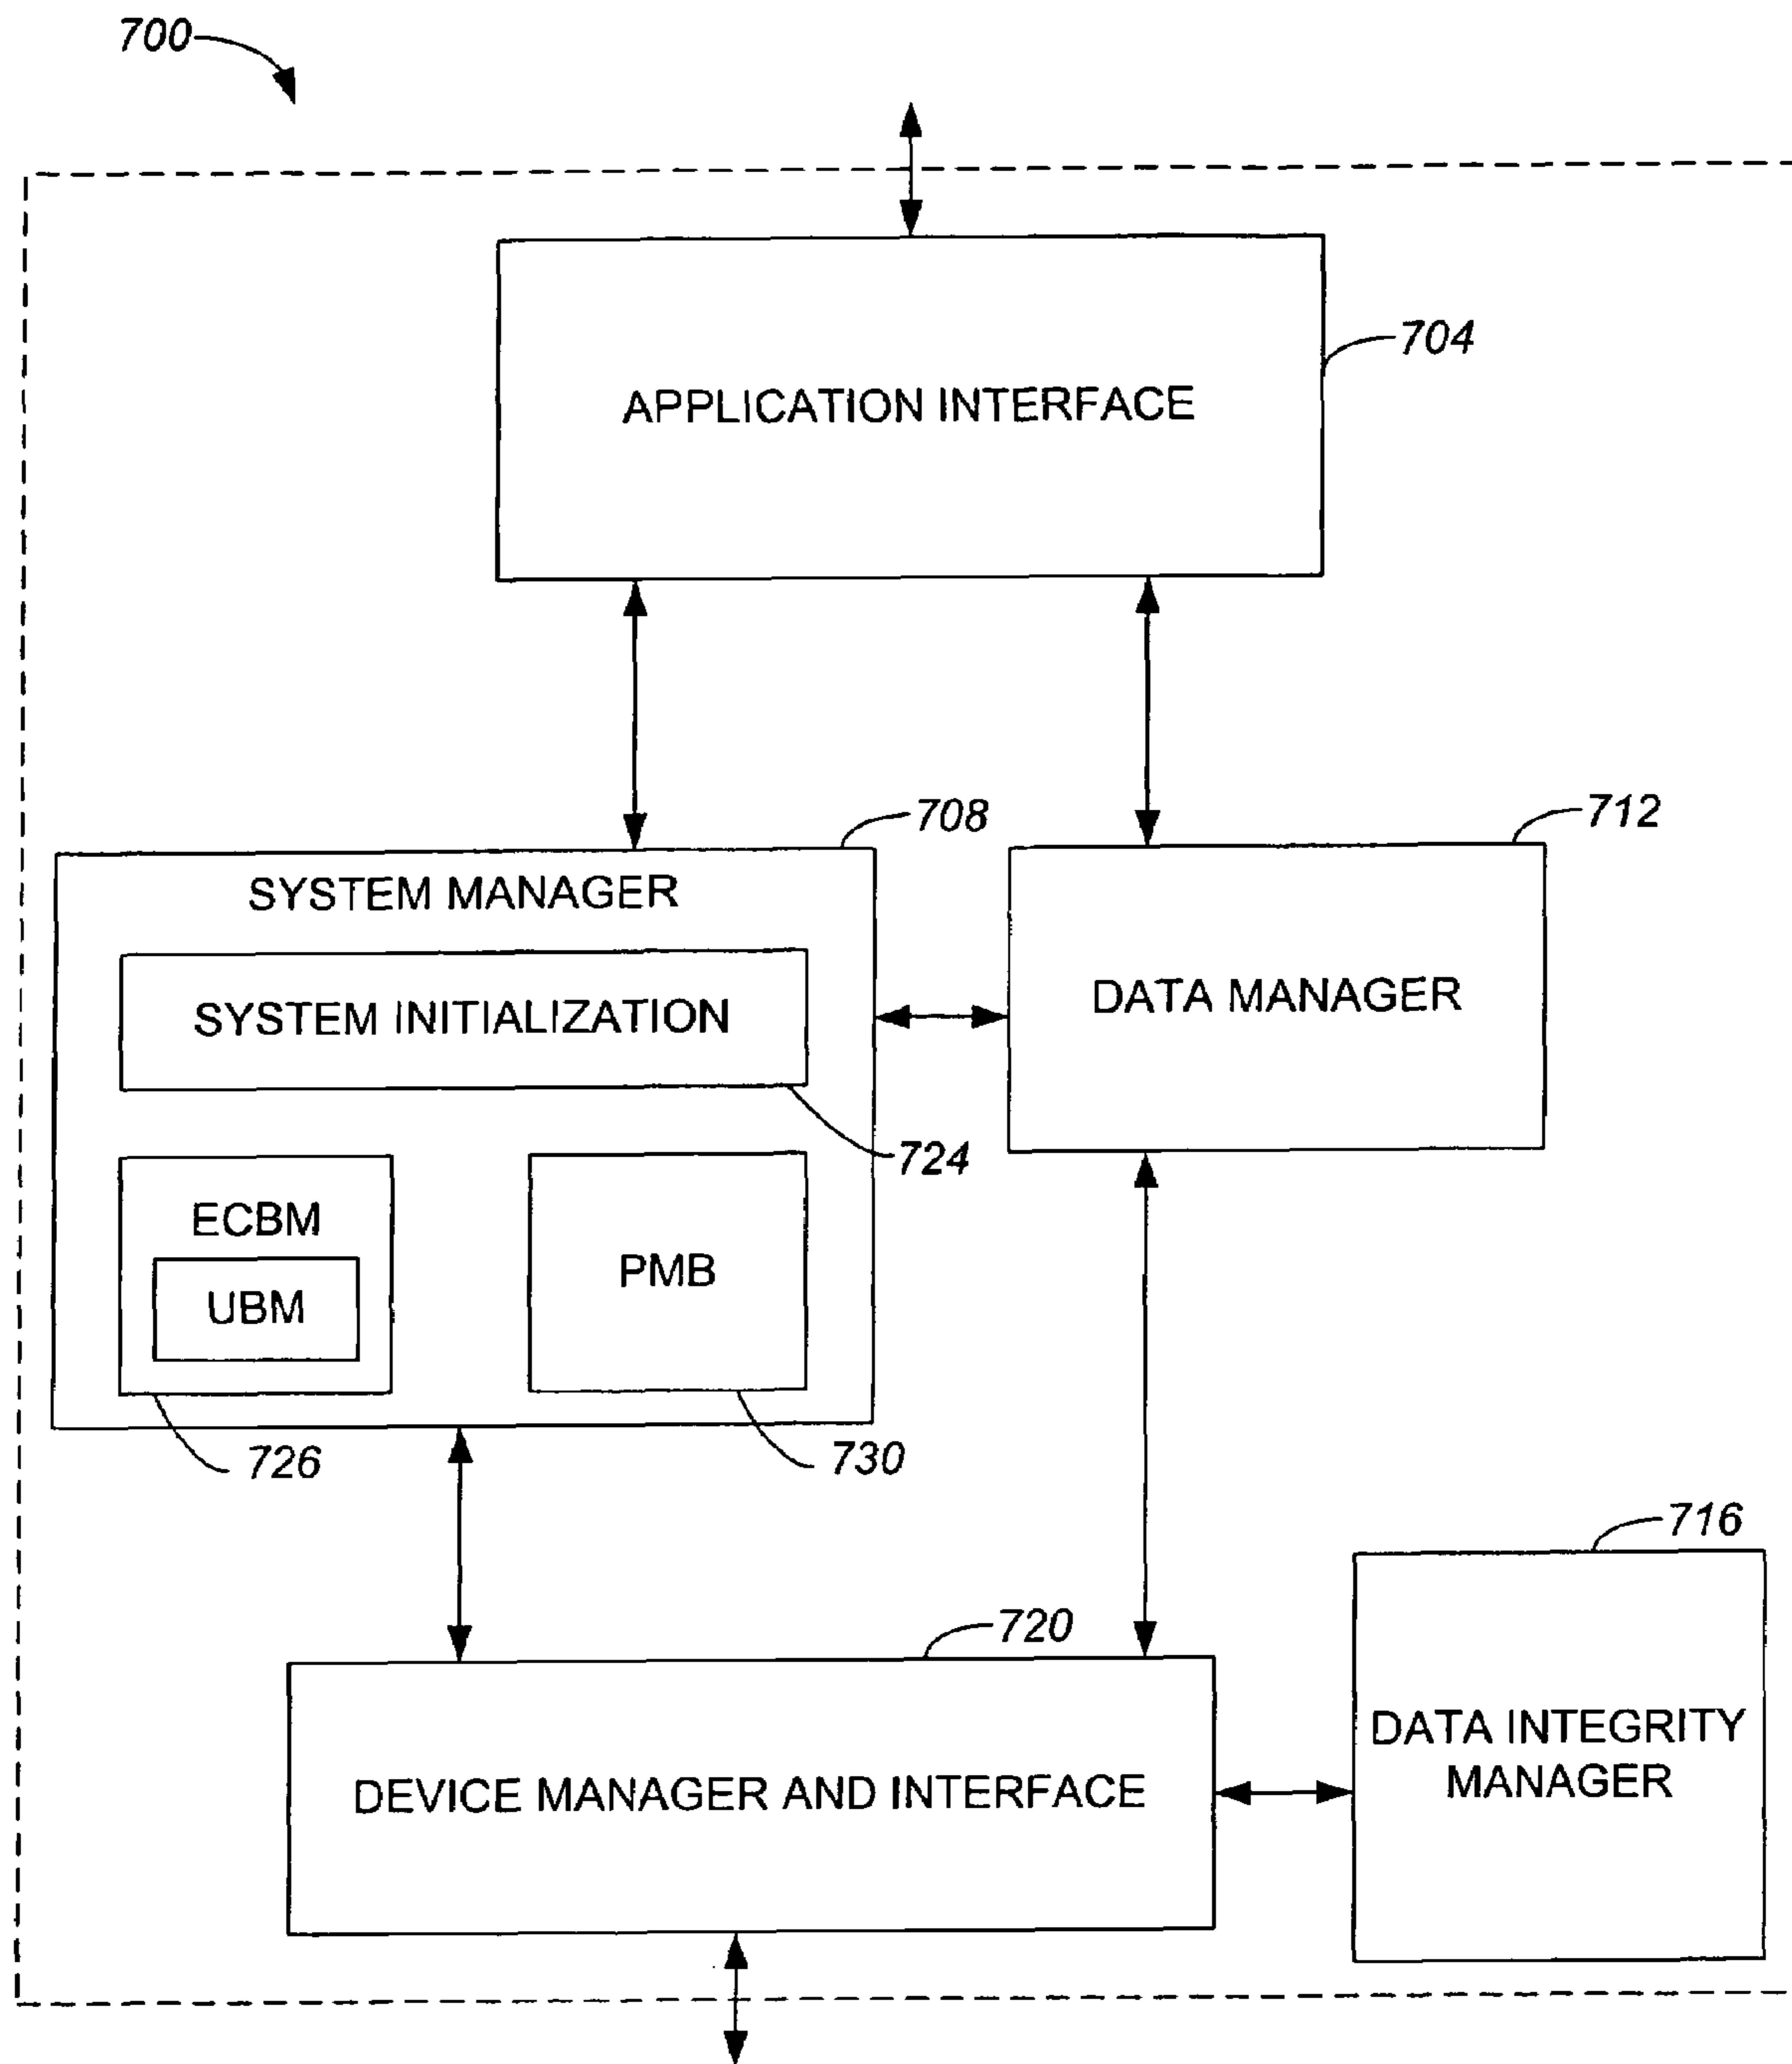 700
APPLICATION INTERFACE
704
708
712
SYSTEM MANAGER
SYSTEM INITIALIZATION
DATA MANAGER
724
ECBM
UBM
PMB
726
730
716
720
DATA INTEGRITY
MANAGER
DEVICE MANAGER AND INTERFACE